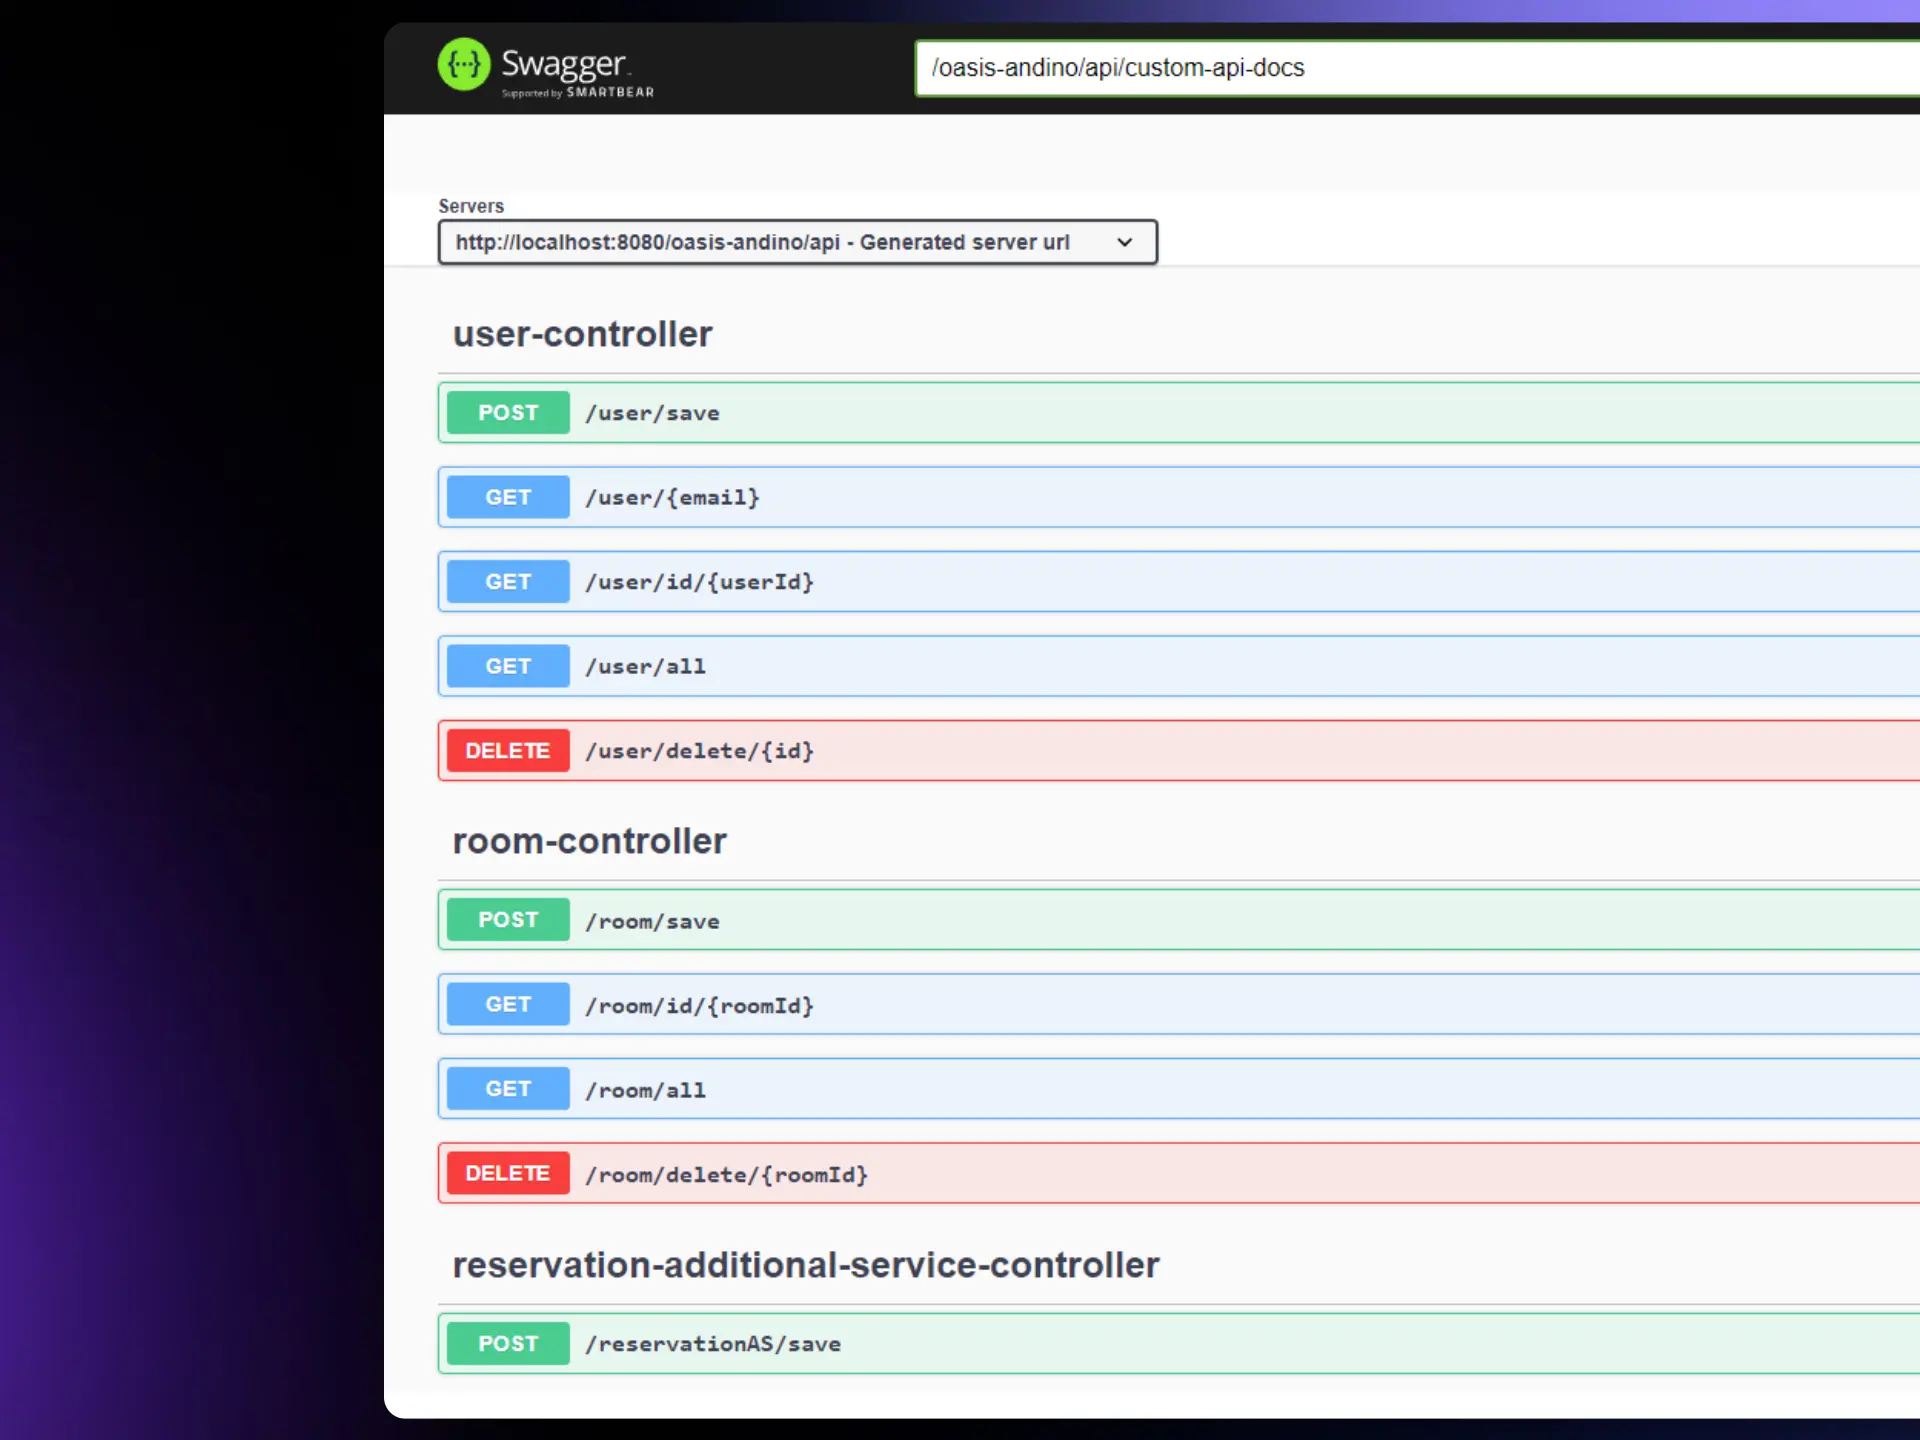 {···} Swagger
Supported by SMARTBEAR
/oasis-andino/api/custom-api-docs
Servers
http://localhost:8080/oasis-andino/api - Generated server url
user-controller
POST /user/save
GET /user/{email}
GET /user/id/{userId}
GET /user/all
DELETE /user/delete/{id}
room-controller
POST /room/save
GET /room/id/{roomId}
GET /room/all
DELETE /room/delete/{roomId}
reservation-additional-service-controller
POST /reservationAS/save